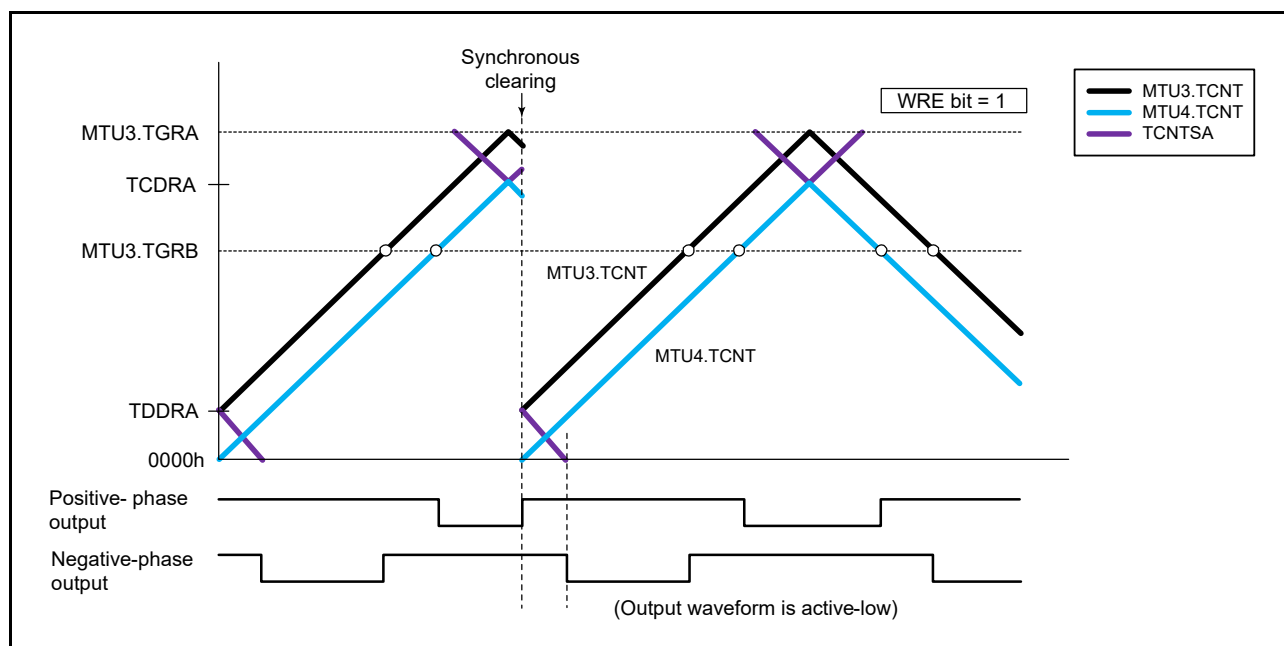 Synchronous
clearing
WRE bit = 1
MTU3.TCNT
MTU4.TCNT
TCNTSA
MTU3.TGRA
TCDRA
MTU3.TGRB
MTU3.TCNT
MTU4.TCNT
TDDRA
0000h
Positive- phase
output
Negative-phase
output
(Output waveform is active-low)